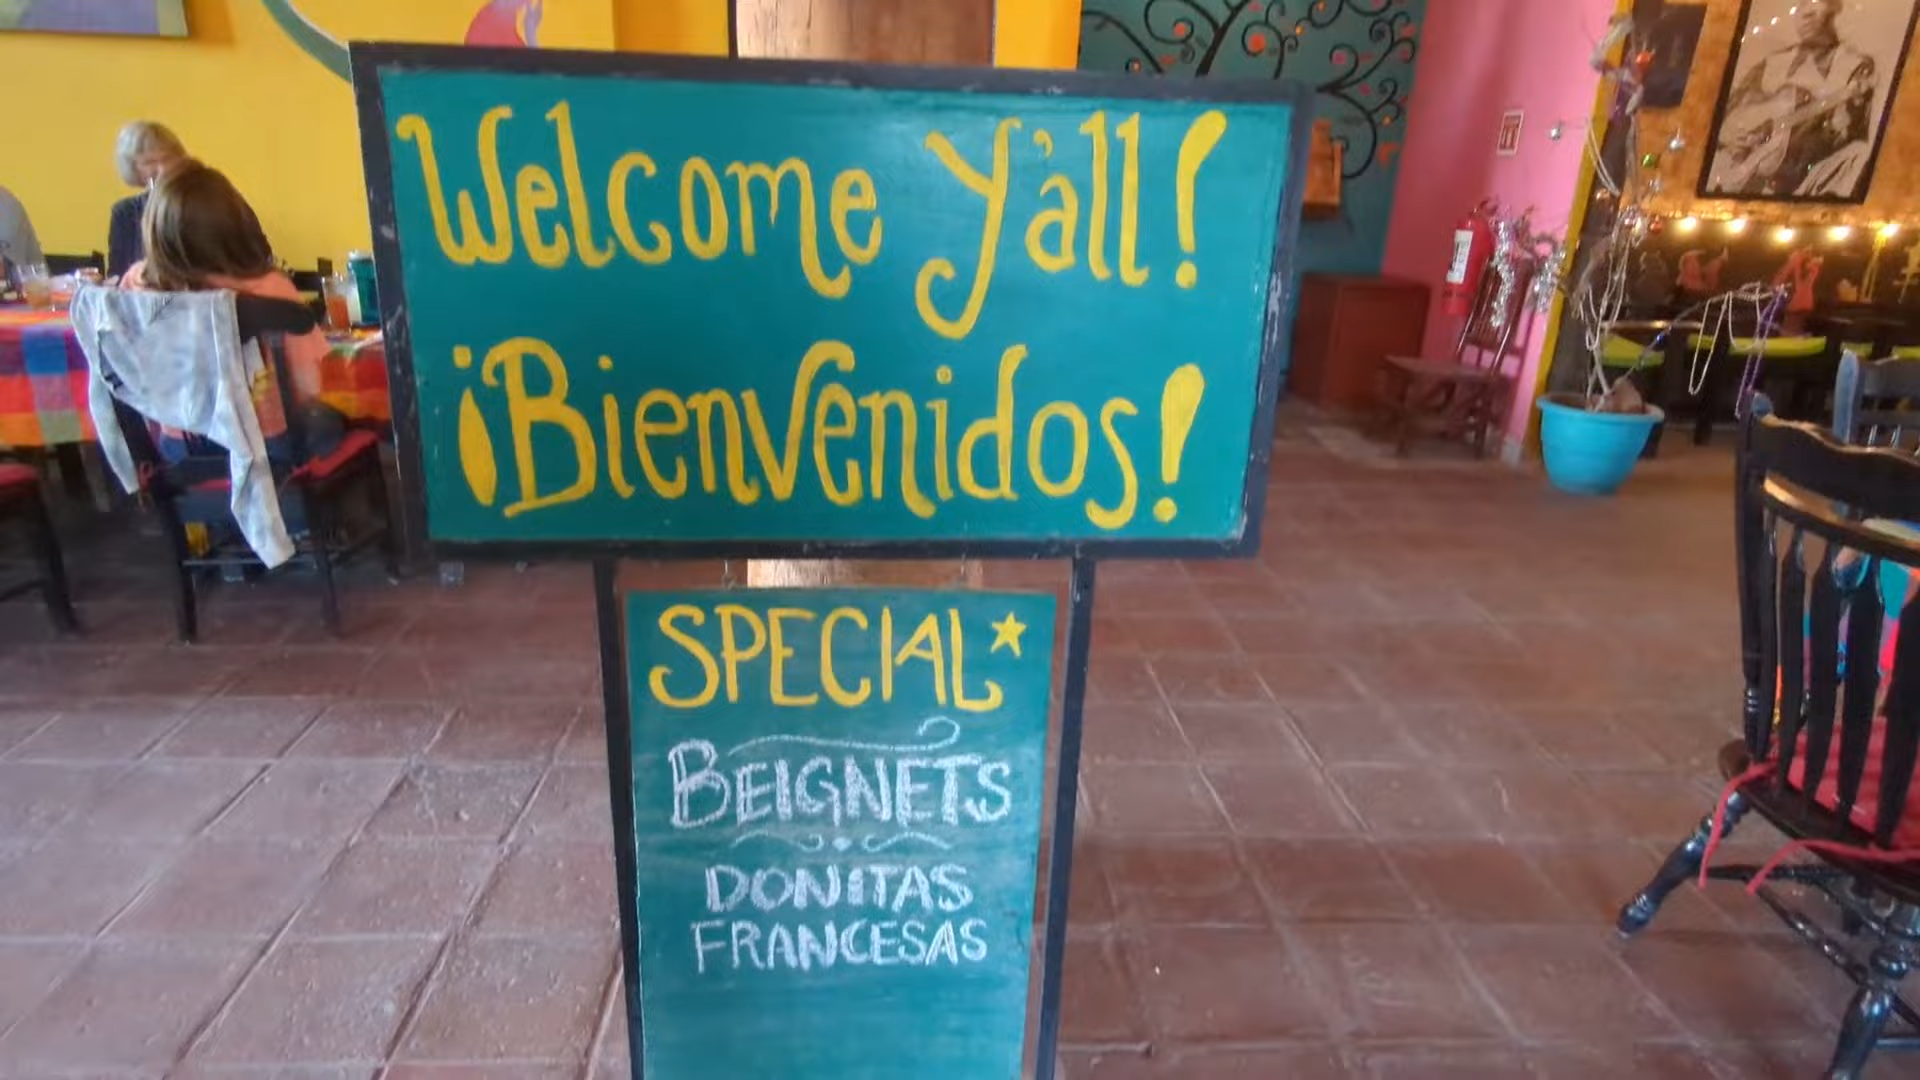 Welcome Y'all!
¡Bienvenidos!
SPECIAL*
BEIGNETS
DONITAS
FRANCESAS